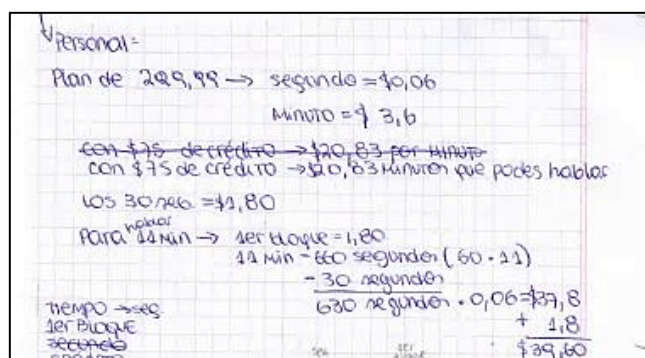 Personal=
Plan de 299,99 → segundo = $0,06
Minuto = $ 3,6
con $75 de crédito → $20,83 por minuto
con $75 de crédito → $20,83 Minutos que podes hablar
Los 30 seg. = $1,80
Para hablar 11 Min → 1er bloque = 1,80
11 Min - 660 segundos (60 · 11)
- 30 segundos
630 segundos · 0,06 = $37,8
+ 1,8
$39,60
TIEMPO → seg
1er BLOQUE
segundo